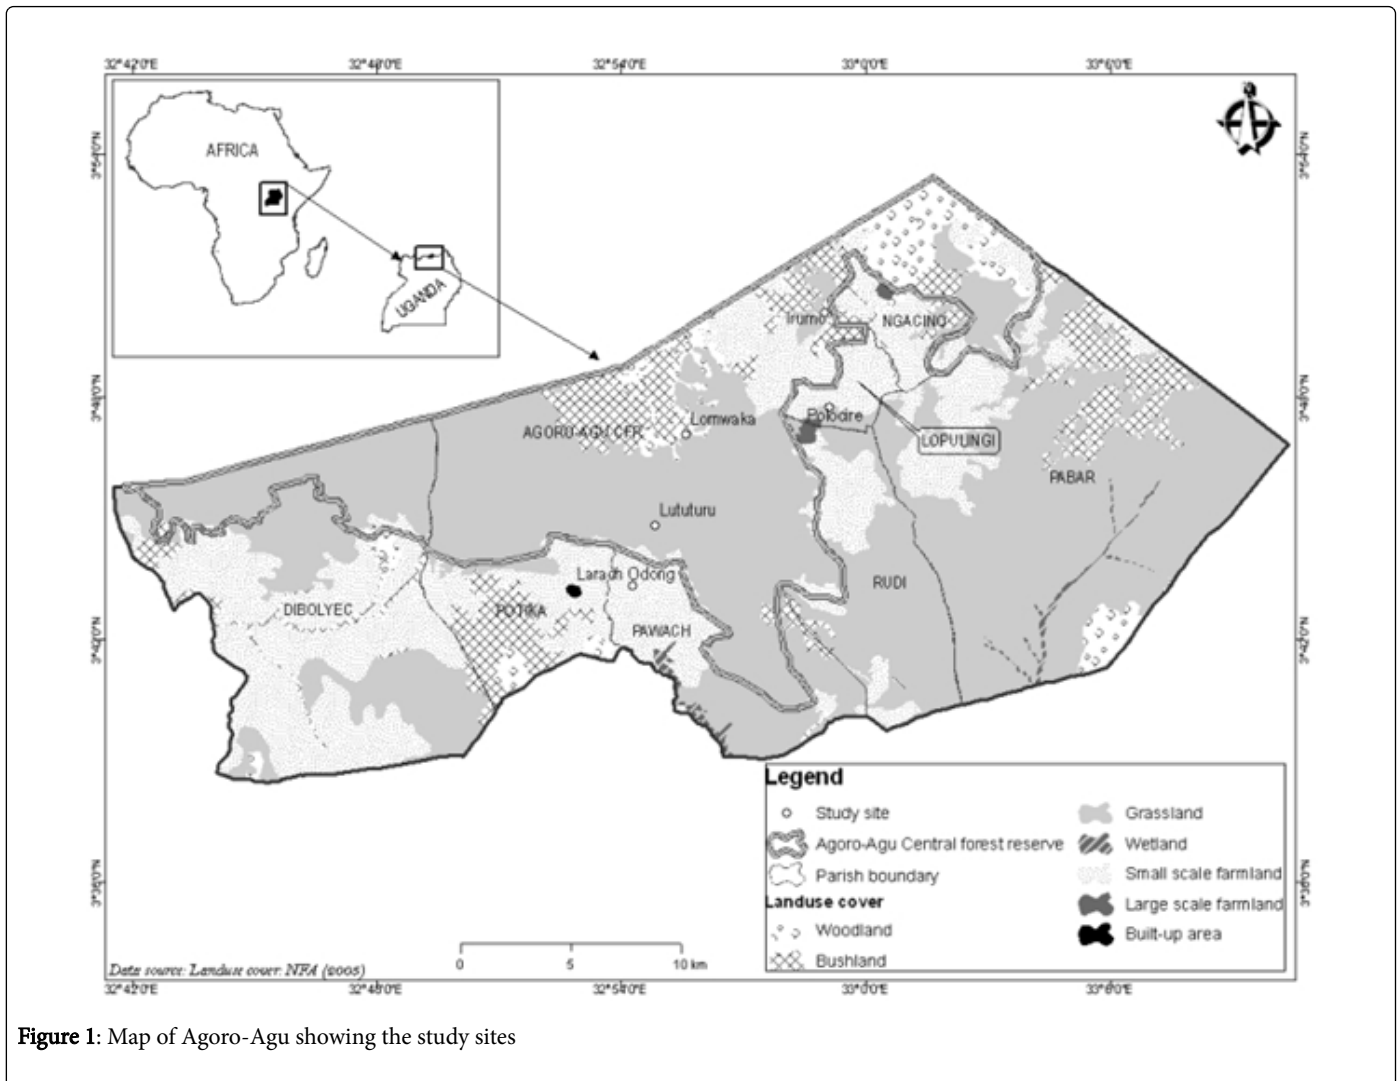 32°42'0"E 32°48'0"E 32°54'0"E 33°0'0"E 33°6'0"E
AFRICA
UGANDA
Irumo
NGACINO
Lomwaka
AGORO-AGU CFR
LOPULINGI
PABAR
Lututuru
RUDI
Larach Odong
DIBOLYEC
POTIKA
PAWACH
Legend
Study site
Agoro-Agu Central forest reserve
Parish boundary
Landuse cover
Woodland
Bushland
Grassland
Wetland
Small scale farmland
Large scale farmland
Built-up area
0 5 10 km
Data source: Landuse cover: NFA (2005)
32°42'0"E 32°48'0"E 32°54'0"E 33°0'0"E 33°6'0"E
Figure 1: Map of Agoro-Agu showing the study sites